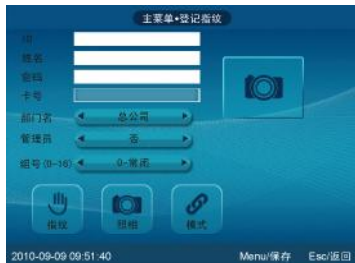 主菜单•登记指纹
ID
姓名
密码
卡号
部门名 总公司
管理员 否
组号(0-16) 0-常闭
指纹 照相 模式
2010-09-09 09:51:40 Menu/保存 Esc/返回